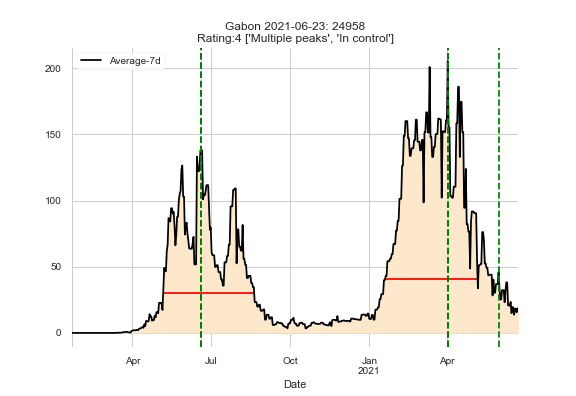 Gabon 2021-06-23: 24958
Rating:4 ['Multiple peaks', 'In control']
Average-7d
200
150
100
50
0
Apr
Jul
Oct
Jan
2021
Apr
Date